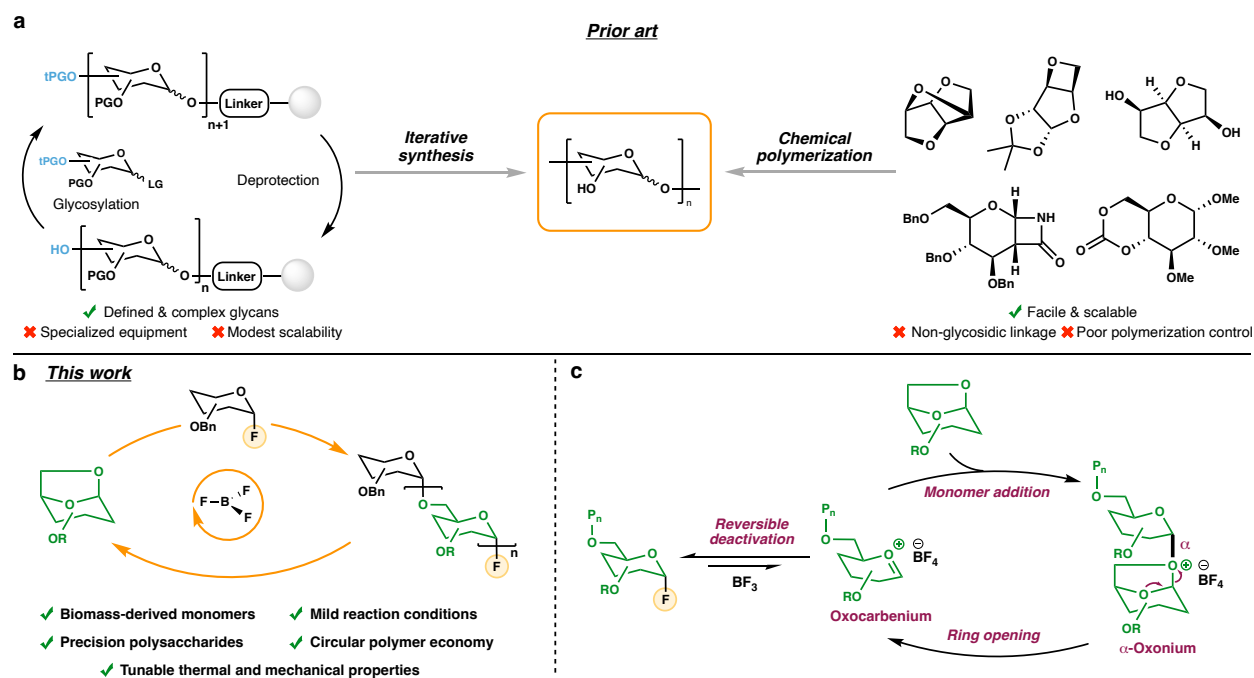 a
Prior art
tPGO
O
PGO
O
Linker
n+1
tPGO
O
PGO
LG
Glycosylation
Deprotection
HO
O
PGO
O
Linker
n
Defined & complex glycans
Specialized equipment
Modest scalability
Iterative
synthesis
O
HO
O
n
Chemical
polymerization
O
O
O
O
O
O
O
O
O
H
O
HO
OH
O
H
H
O
BnO
NH
BnO
O
H
OBn
O
O
OMe
O
O
OMe
OMe
Facile & scalable
Non-glycosidic linkage
Poor polymerization control
b
This work
O
OBn
F
O
O
OR
F
F
B
F
O
OBn
O
O
OR
n
F
Biomass-derived monomers
Mild reaction conditions
Precision polysaccharides
Circular polymer economy
Tunable thermal and mechanical properties
c
O
O
RO
Monomer addition
Pn
O
O
RO
F
Reversible
deactivation
BF3
Pn
O
O
⊕
⊖
BF4
RO
Oxocarbenium
Pn
O
O
RO
α
O
⊕
⊖
BF4
O
OR
α-Oxonium
Ring opening